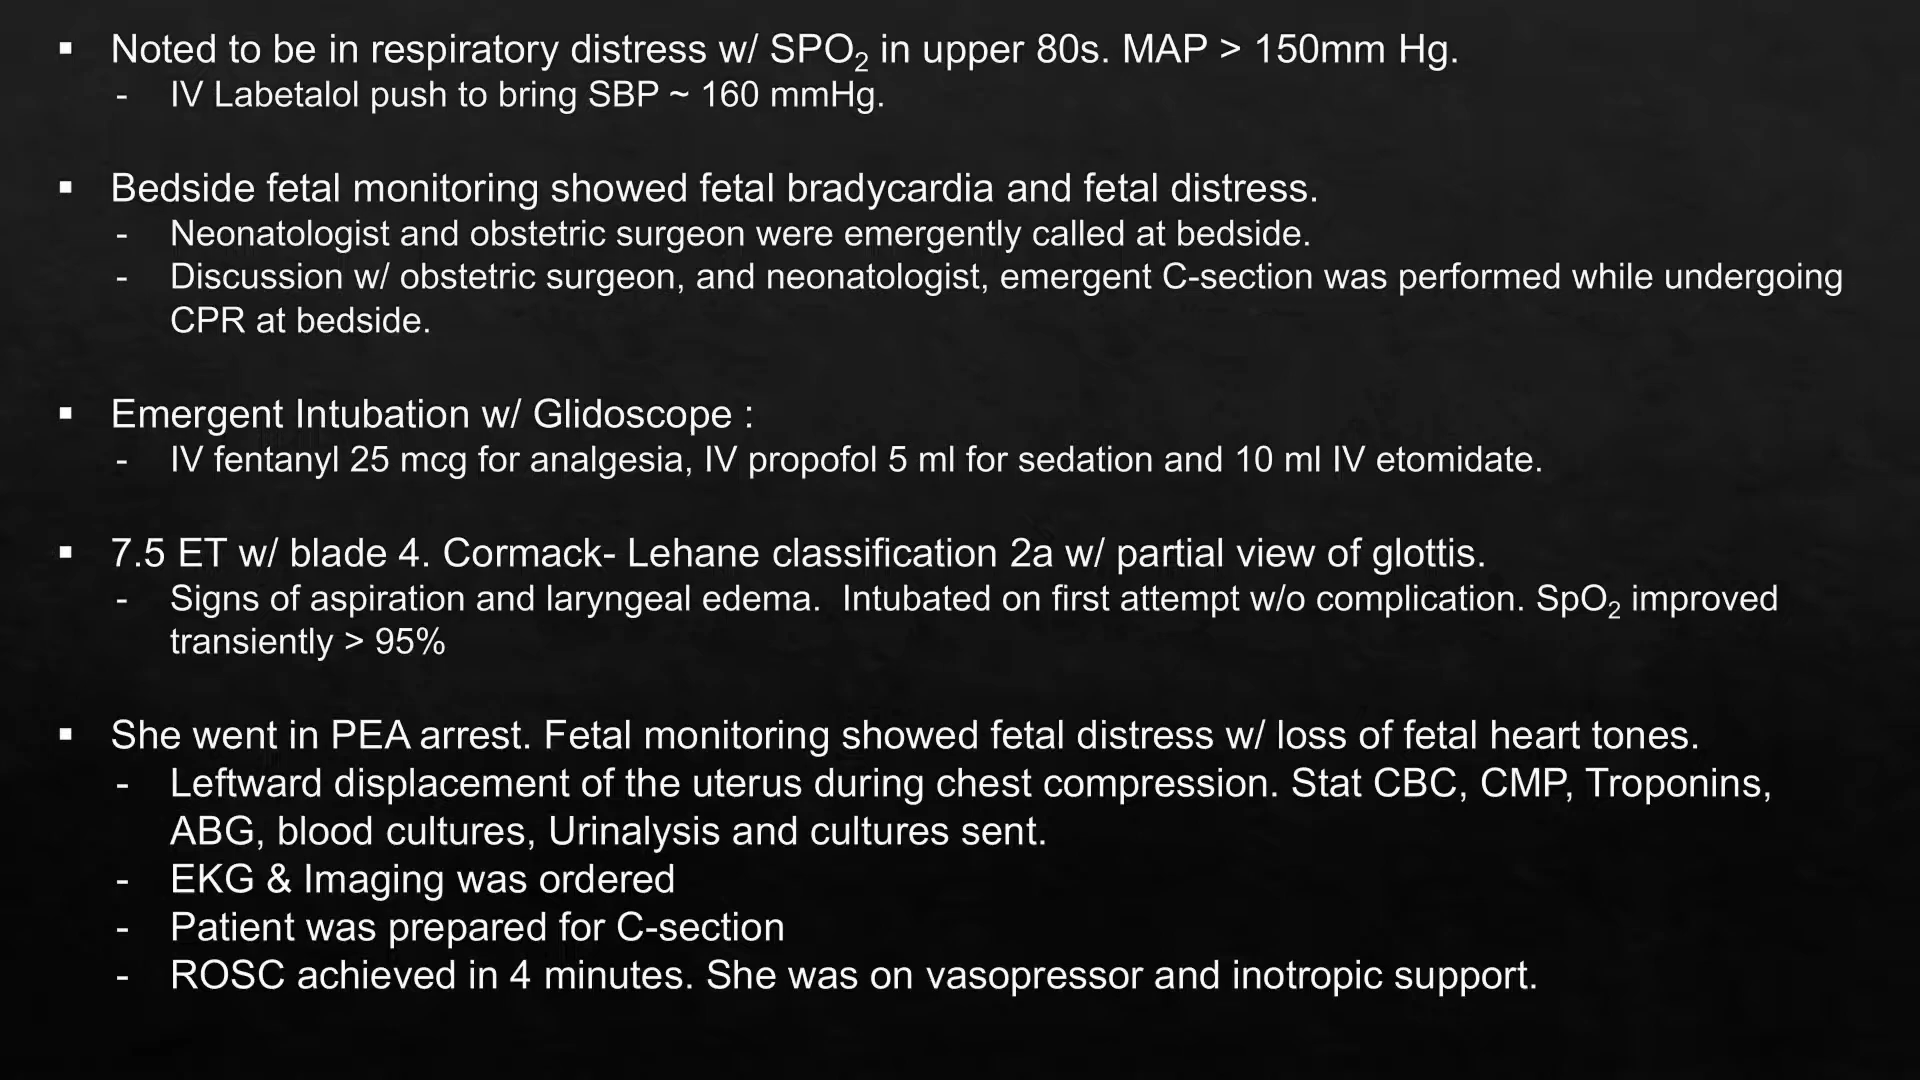 ▪ Noted to be in respiratory distress w/ SPO₂ in upper 80s. MAP > 150mm Hg.
- IV Labetalol push to bring SBP ~ 160 mmHg.
▪ Bedside fetal monitoring showed fetal bradycardia and fetal distress.
- Neonatologist and obstetric surgeon were emergently called at bedside.
- Discussion w/ obstetric surgeon, and neonatologist, emergent C-section was performed while undergoing
CPR at bedside.
▪ Emergent Intubation w/ Glidoscope :
- IV fentanyl 25 mcg for analgesia, IV propofol 5 ml for sedation and 10 ml IV etomidate.
▪ 7.5 ET w/ blade 4. Cormack- Lehane classification 2a w/ partial view of glottis.
- Signs of aspiration and laryngeal edema.  Intubated on first attempt w/o complication. SpO₂ improved
transiently > 95%
▪ She went in PEA arrest. Fetal monitoring showed fetal distress w/ loss of fetal heart tones.
- Leftward displacement of the uterus during chest compression. Stat CBC, CMP, Troponins,
ABG, blood cultures, Urinalysis and cultures sent.
- EKG & Imaging was ordered
- Patient was prepared for C-section
- ROSC achieved in 4 minutes. She was on vasopressor and inotropic support.